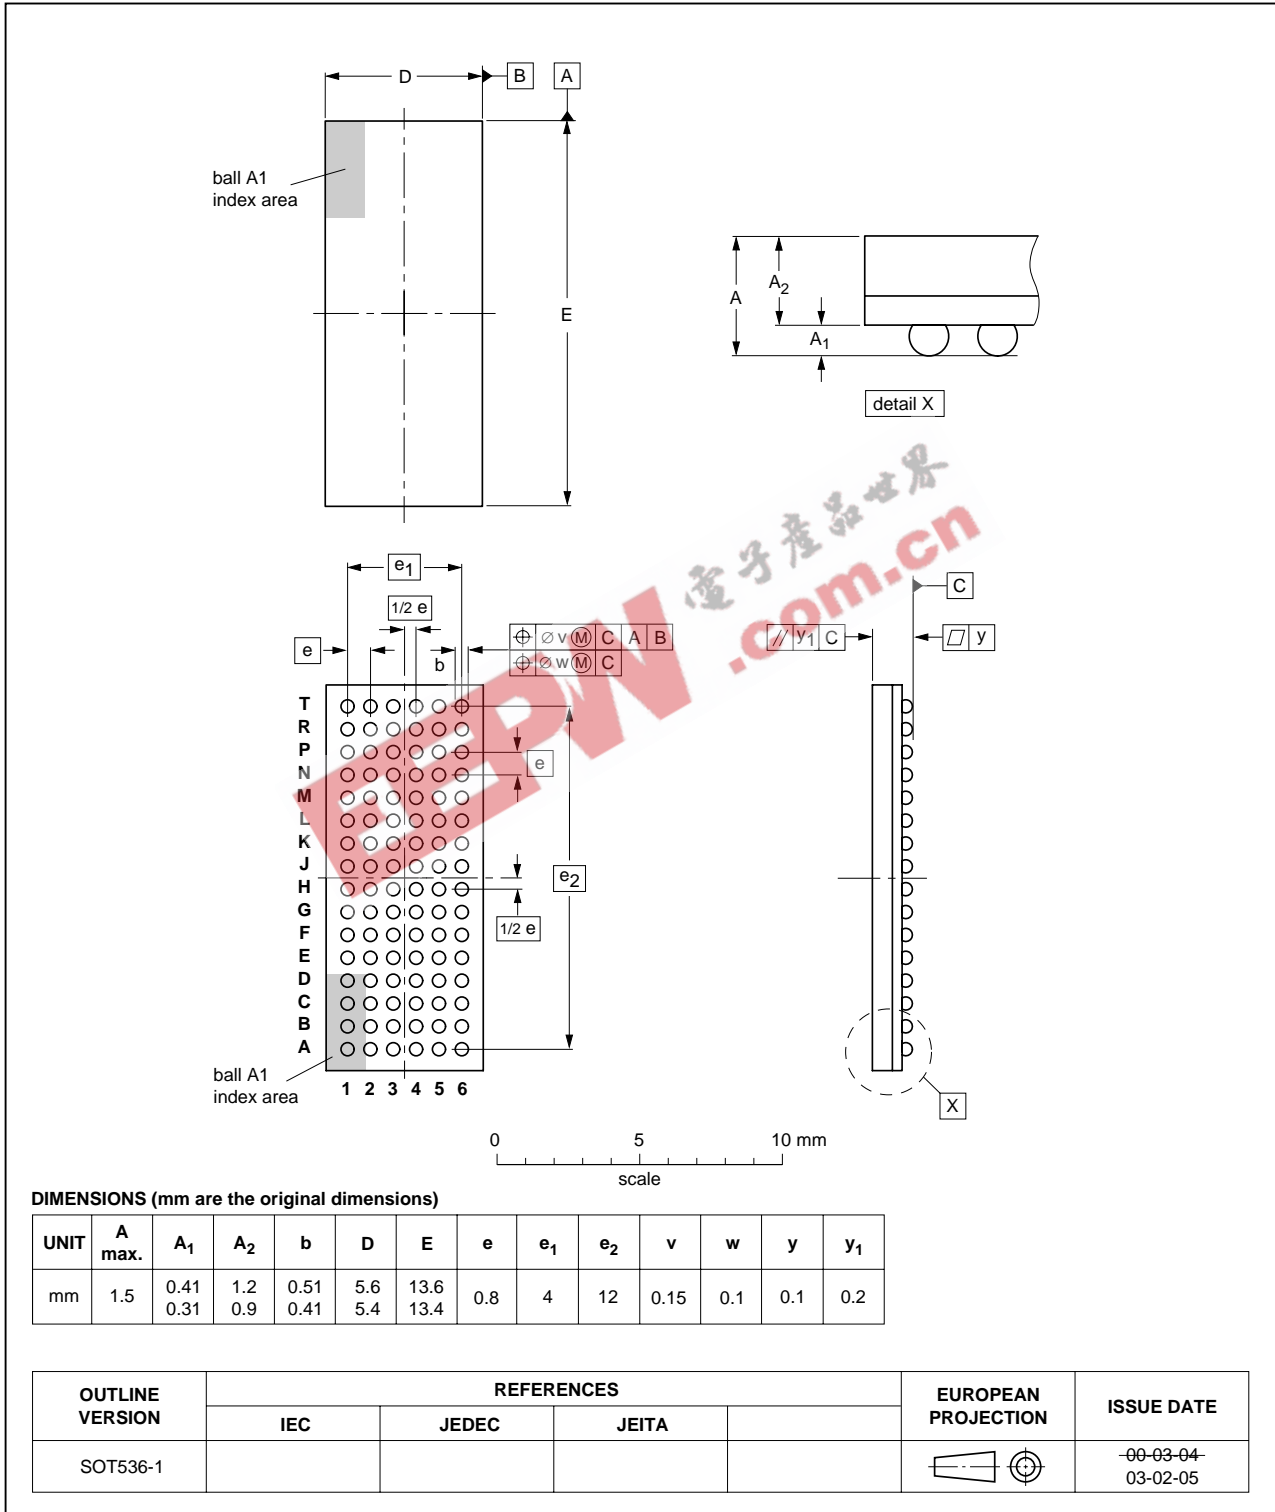 D
B
A
ball A1
index area
E
A
A2
A1
detail X
電子產品世界
EEPW.com.cn
e1
1/2 e
e
b
⌖ ⌀ v Ⓜ C A B
⌖ ⌀ w Ⓜ C
// y1 C
C
⏥ y
T
R
P
N
M
L
K
J
H
G
F
E
D
C
B
A
e
e2
1/2 e
ball A1
index area
1 2 3 4 5 6
X
0 5 10 mm
scale
DIMENSIONS (mm are the original dimensions)
UNIT A max. A1 A2 b D E e e1 e2 v w y y1
mm 1.5 0.41 0.31 1.2 0.9 0.51 0.41 5.6 5.4 13.6 13.4 0.8 4 12 0.15 0.1 0.1 0.2
OUTLINE VERSION REFERENCES EUROPEAN PROJECTION ISSUE DATE
IEC JEDEC JEITA
SOT536-1 00-03-04
03-02-05